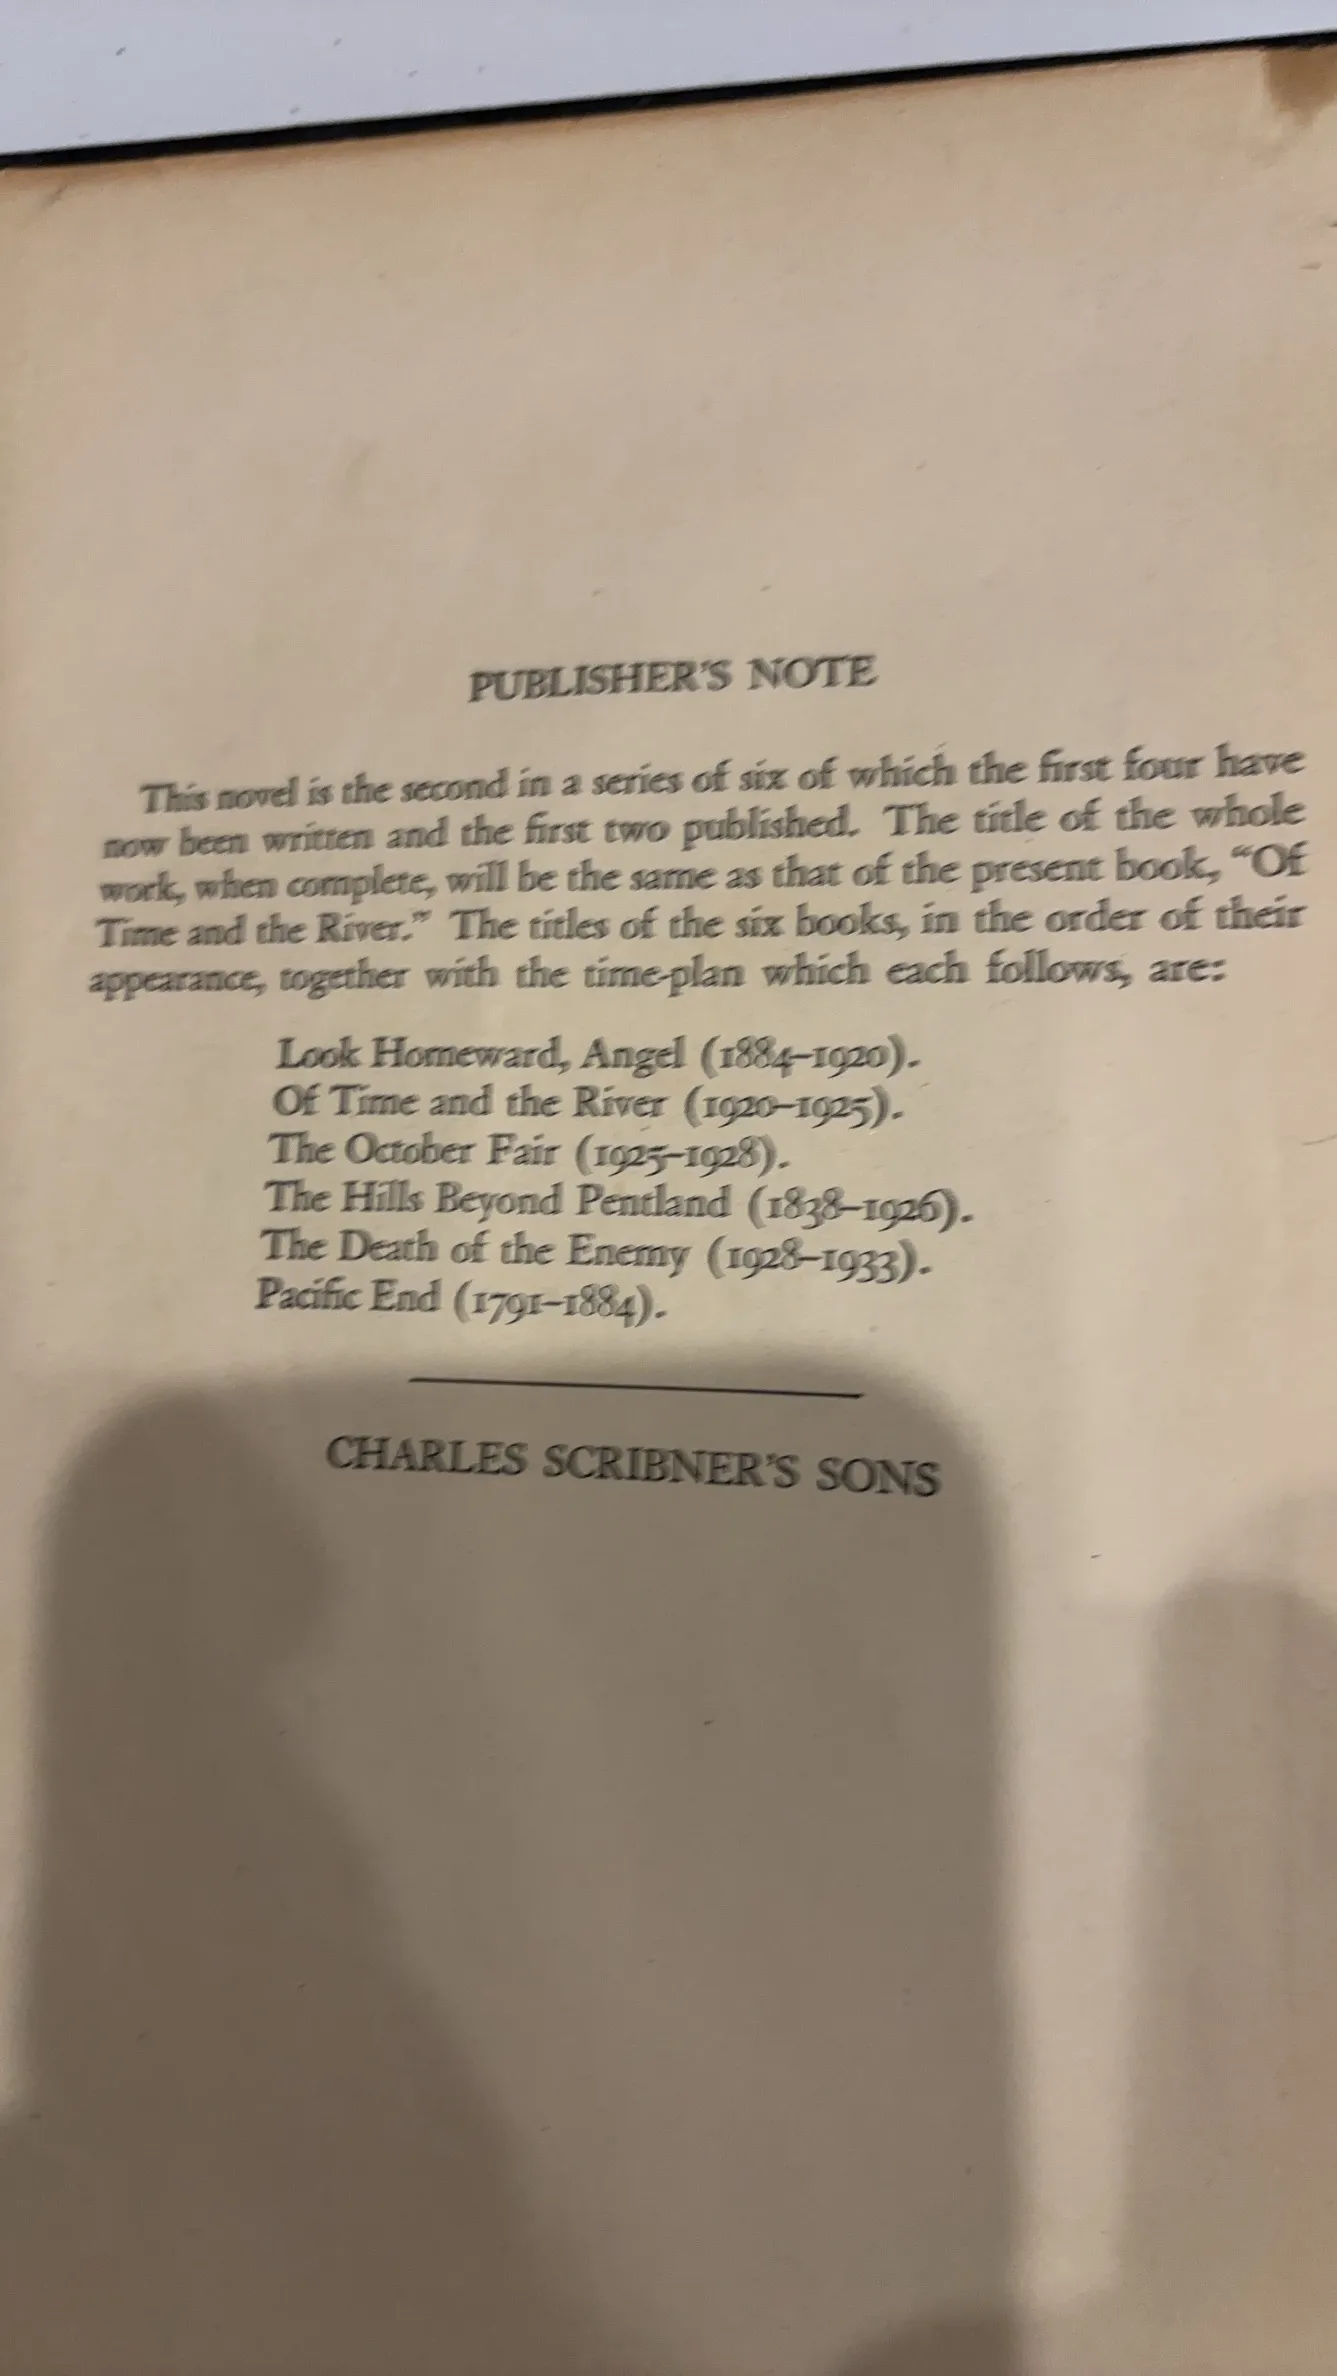 PUBLISHER'S NOTE
This novel is the second in a series of six of which the first four have
now been written and the first two published. The title of the whole
work, when complete, will be the same as that of the present book, “Of
Time and the River.” The titles of the six books, in the order of their
appearance, together with the time-plan which each follows, are:
Look Homeward, Angel (1884–1920).
Of Time and the River (1920–1925).
The October Fair (1925–1928).
The Hills Beyond Pentland (1838–1926).
The Death of the Enemy (1928–1933).
Pacific End (1791–1884).
CHARLES SCRIBNER'S SONS